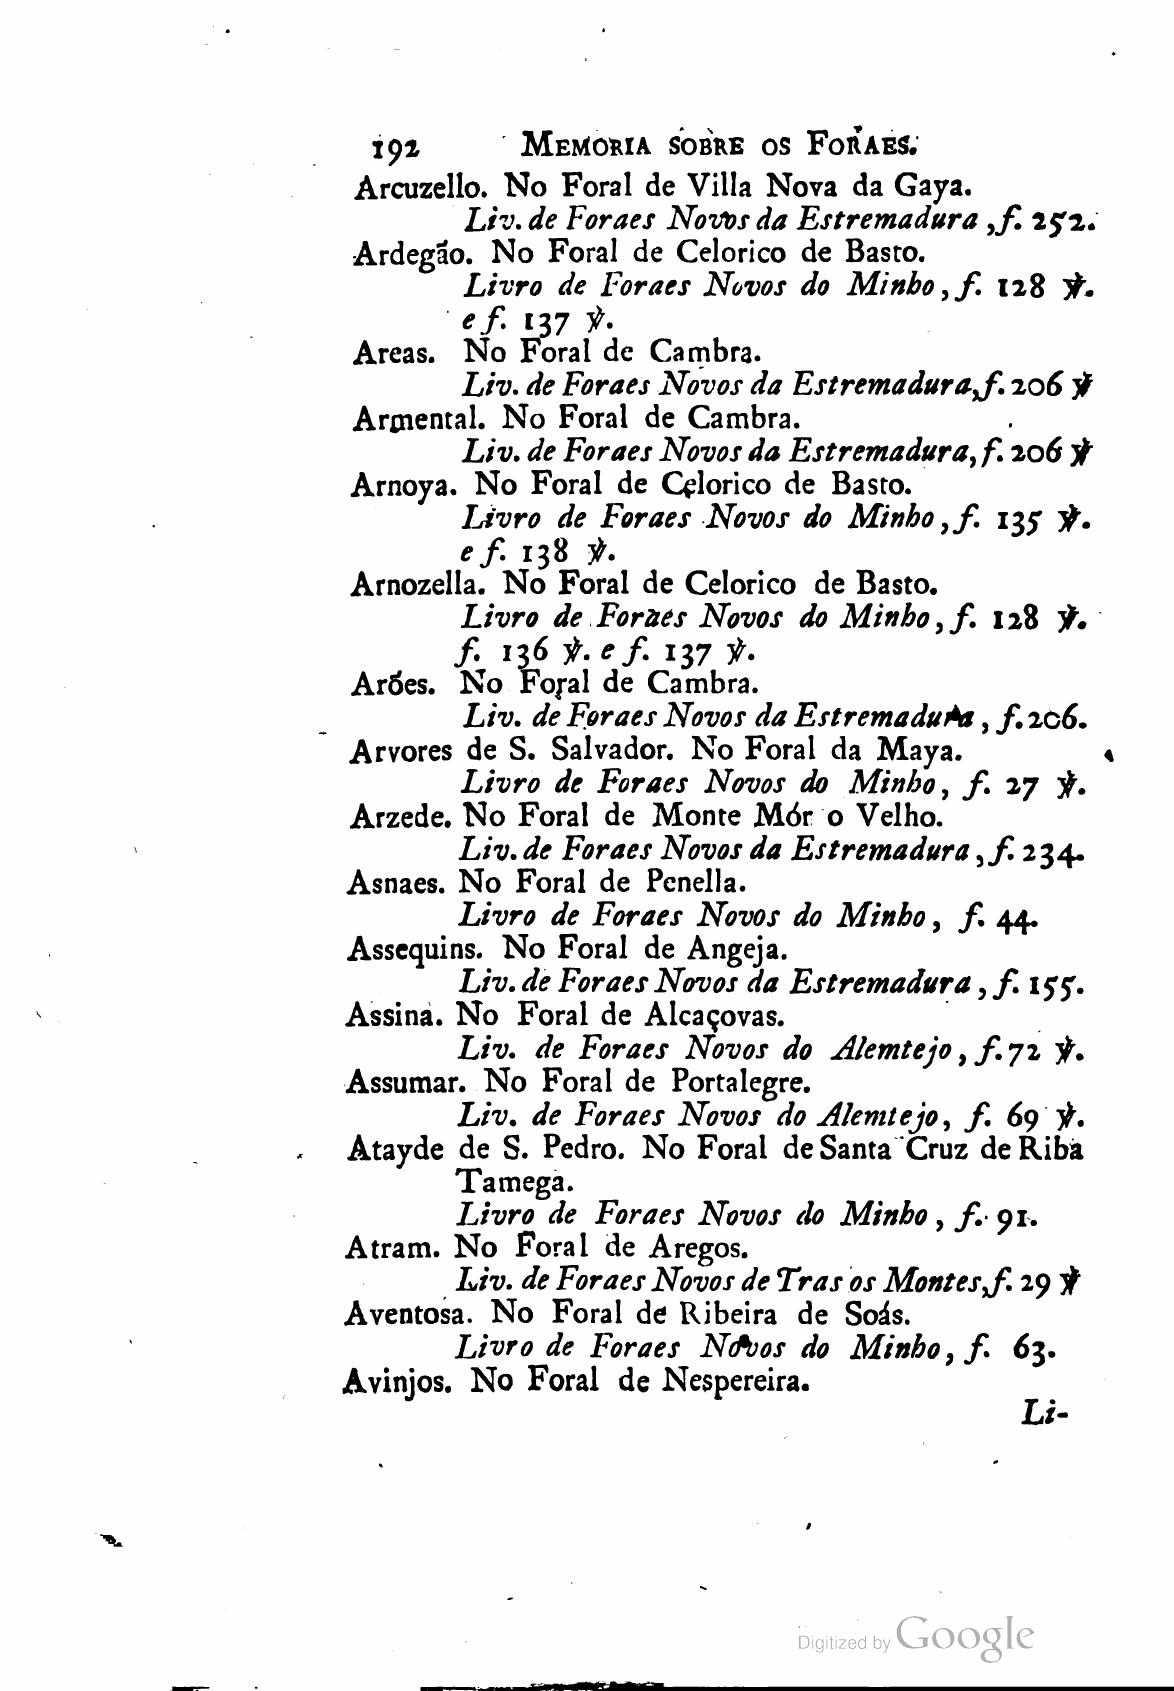 192 MEMORIA SOBRE OS FORAES.
Arcuzello. No Foral de Villa Nova da Gaya.
Liv. de Foraes Novos da Estremadura, f. 252.
Ardegão. No Foral de Celorico de Basto.
Livro de Foraes Novos do Minho, f. 128 ℣.
e f. 137 ℣.
Areas. No Foral de Cambra.
Liv. de Foraes Novos da Estremadura, f. 206 ℣
Armental. No Foral de Cambra.
Liv. de Foraes Novos da Estremadura, f. 206 ℣
Arnoya. No Foral de Celorico de Basto.
Livro de Foraes Novos do Minho, f. 135 ℣.
e f. 138 ℣.
Arnozella. No Foral de Celorico de Basto.
Livro de Foraes Novos do Minho, f. 128 ℣.
f. 136 ℣. e f. 137 ℣.
Arões. No Foral de Cambra.
Liv. de Foraes Novos da Estremadura, f. 206.
Arvores de S. Salvador. No Foral da Maya.
Livro de Foraes Novos do Minho, f. 27 ℣.
Arzede. No Foral de Monte Mór o Velho.
Liv. de Foraes Novos da Estremadura, f. 234.
Asnaes. No Foral de Penella.
Livro de Foraes Novos do Minho, f. 44.
Assequins. No Foral de Angeja.
Liv. de Foraes Novos da Estremadura, f. 155.
Assina. No Foral de Alcaçovas.
Liv. de Foraes Novos do Alemtejo, f. 72 ℣.
Assumar. No Foral de Portalegre.
Liv. de Foraes Novos do Alemtejo, f. 69 ℣.
Atayde de S. Pedro. No Foral de Santa Cruz de Riba
Tamega.
Livro de Foraes Novos do Minho, f. 91.
Atram. No Foral de Aregos.
Liv. de Foraes Novos de Tras os Montes, f. 29 ℣
Aventosa. No Foral de Ribeira de Soás.
Livro de Foraes Novos do Minho, f. 63.
Avinjos. No Foral de Nespereira.
Li-
Digitized by Google